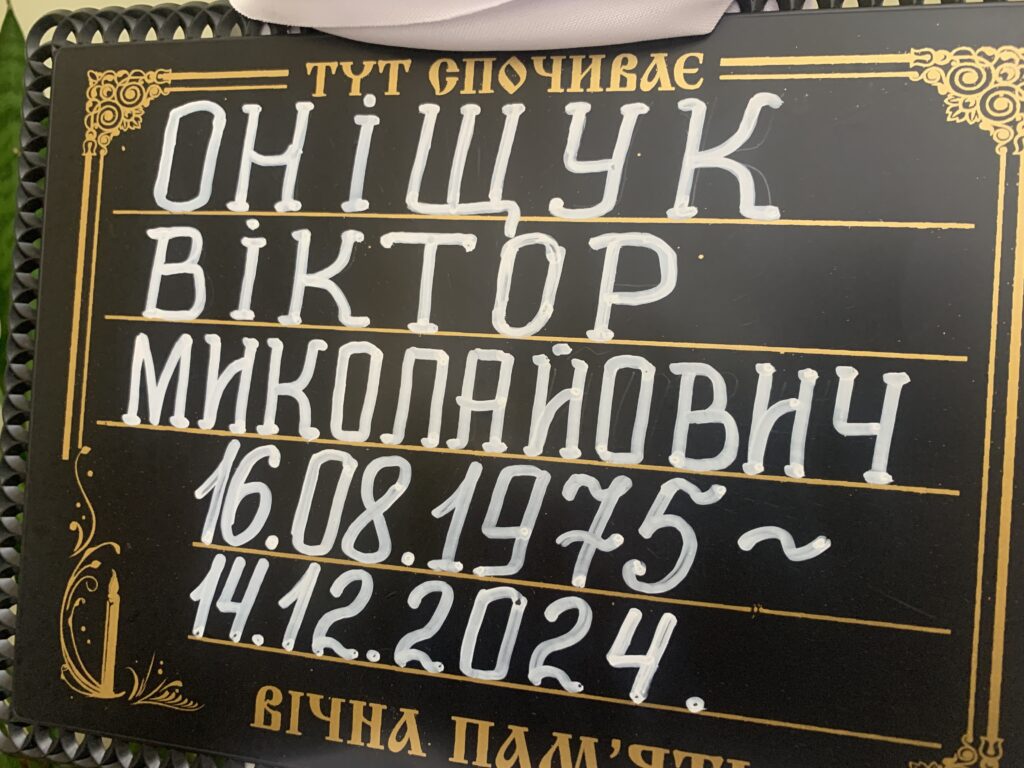 ТУТ СПОЧИВАЄ
ОНІЩУК
ВІКТОР
МИКОЛАЙОВИЧ
16.08.1975 ~
14.12.2024.
ВІЧНА ПАМ'ЯТЬ